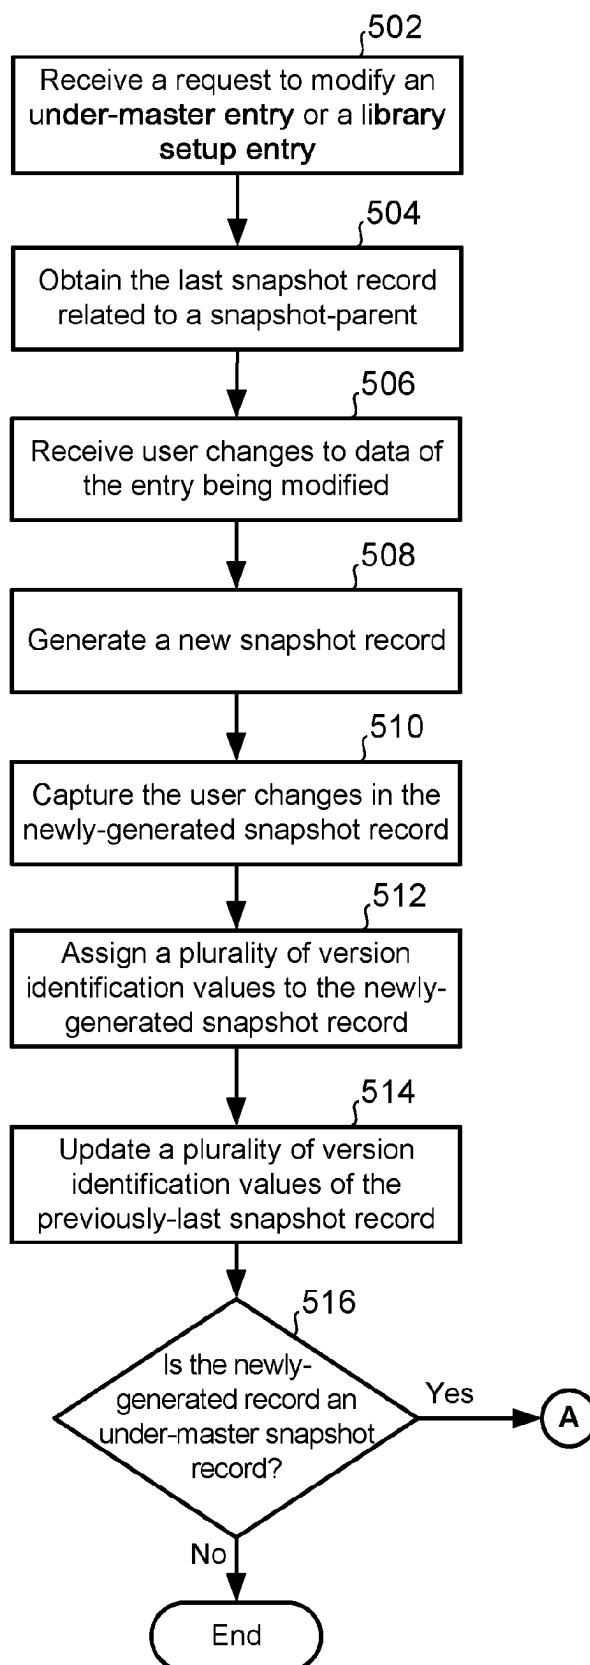 502
Receive a request to modify an
under-master entry or a library
setup entry
504
Obtain the last snapshot record
related to a snapshot-parent
506
Receive user changes to data of
the entry being modified
508
Generate a new snapshot record
510
Capture the user changes in the
newly-generated snapshot record
512
Assign a plurality of version
identification values to the newly-
generated snapshot record
514
Update a plurality of version
identification values of the
previously-last snapshot record
516
Is the newly-
generated record an
under-master snapshot
record?
Yes
A
No
End